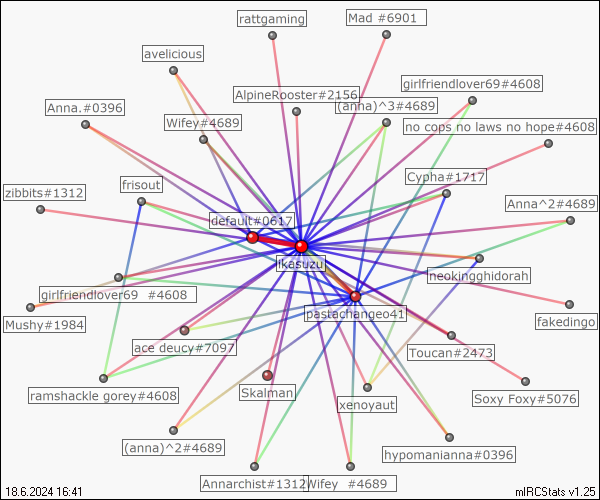 rattgaming
Mad #6901
avelicious
girlfriendlover69#4608
AlpineRooster#2156
(anna)^3#4689
Anna.#0396
Wifey#4689
no cops no laws no hope#4608
Cypha#1717
frisout
zibbits#1312
Anna^2#4689
default#0617
ikasuzu
neokingghidorah
girlfriendlover69 #4608
pastachangeo41
Mushy#1984
fakedingo
ace deucy#7097
Toucan#2473
ramshackle gorey#4608
Skalman
xenoyaut
Soxy Foxy#5076
(anna)^2#4689
hypomanianna#0396
Annarchist#1312
Wifey #4689
18.6.2024 16:41
mIRCStats v1.25